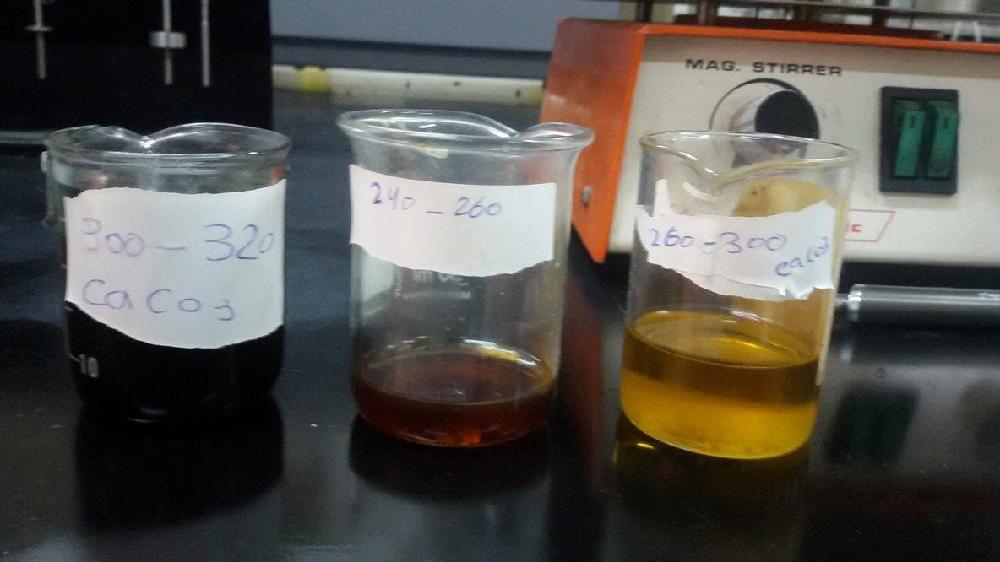 MAG. STIRRER
300 - 320
CaCo3
240 - 260
260 - 300
caco3
10